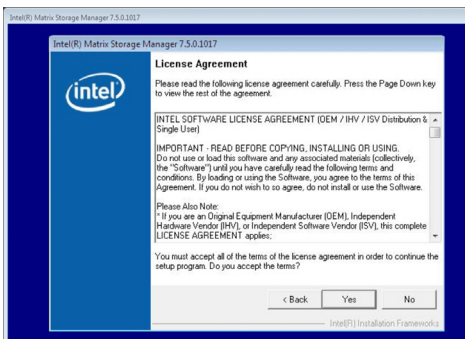 Intel(R) Matrix Storage Manager 7.5.0.1017
Intel(R) Matrix Storage Manager 7.5.0.1017
intel
License Agreement
Please read the following license agreement carefully. Press the Page Down key
to view the rest of the agreement.
INTEL SOFTWARE LICENSE AGREEMENT (OEM / IHV / ISV Distribution &
Single User)
IMPORTANT - READ BEFORE COPYING, INSTALLING OR USING.
Do not use or load this software and any associated materials (collectively,
the "Software") until you have carefully read the following terms and
conditions. By loading or using the Software, you agree to the terms of this
Agreement. If you do not wish to so agree, do not install or use the Software.
Please Also Note:
* If you are an Original Equipment Manufacturer (OEM), Independent
Hardware Vendor (IHV), or Independent Software Vendor (ISV), this complete
LICENSE AGREEMENT applies;
You must accept all of the terms of the license agreement in order to continue the
setup program. Do you accept the terms?
< Back Yes No
Intel(R) Installation Frameworks